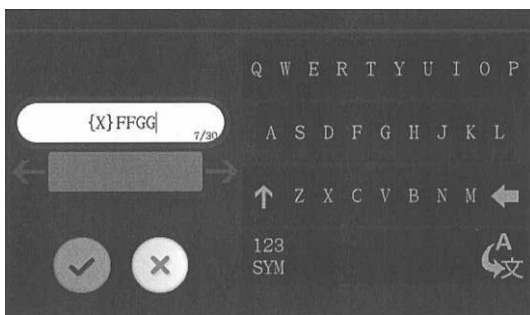 {X}FFGG
7/30
Q W E R T Y U I O P
A S D F G H J K L
Z X C V B N M
123
SYM
A
文